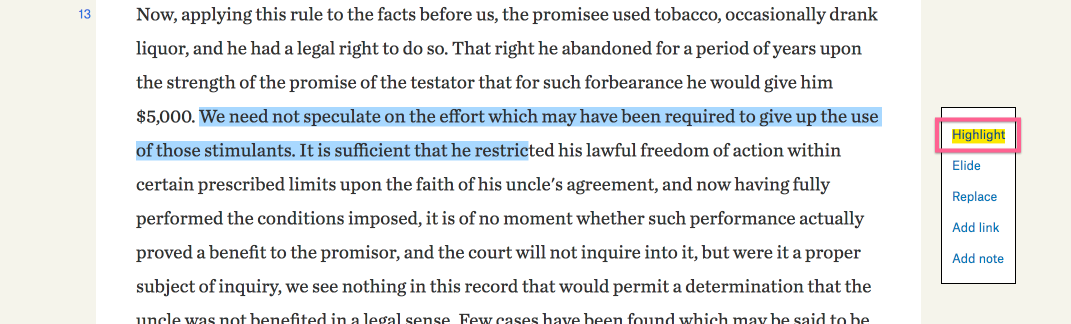 13
Now, applying this rule to the facts before us, the promisee used tobacco, occasionally drank
liquor, and he had a legal right to do so. That right he abandoned for a period of years upon
the strength of the promise of the testator that for such forbearance he would give him
$5,000. We need not speculate on the effort which may have been required to give up the use
of those stimulants. It is sufficient that he restricted his lawful freedom of action within
certain prescribed limits upon the faith of his uncle's agreement, and now having fully
performed the conditions imposed, it is of no moment whether such performance actually
proved a benefit to the promisor, and the court will not inquire into it, but were it a proper
subject of inquiry, we see nothing in this record that would permit a determination that the
uncle was not benefited in a legal sense. Few cases have been found which may be said to be
Highlight
Elide
Replace
Add link
Add note